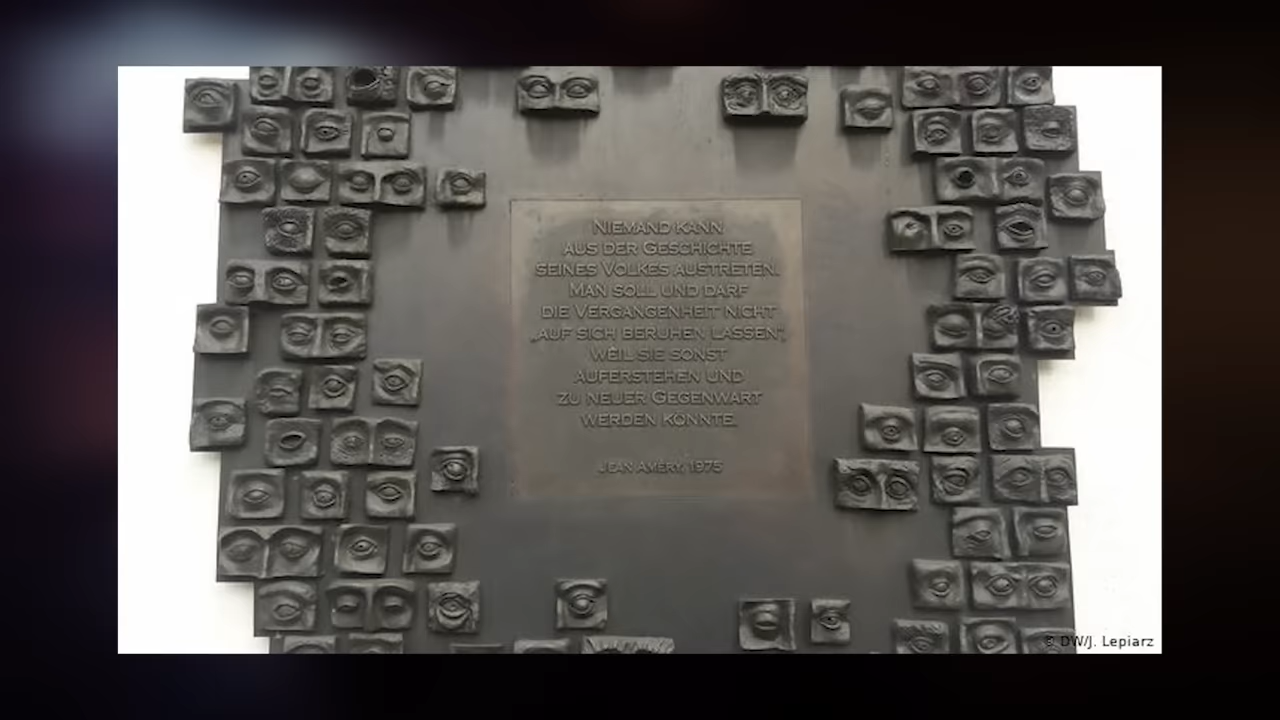 NIEMAND KANN
AUS DER GESCHICHTE
SEINES VOLKES AUSTRETEN.
MAN SOLL UND DARF
DIE VERGANGENHEIT NICHT
„AUF SICH BERUHEN LASSEN“,
WEIL SIE SONST
AUFERSTEHEN UND
ZU NEUER GEGENWART
WERDEN KÖNNTE.
JEAN AMÉRY, 1975
© DW/J. Lepiarz